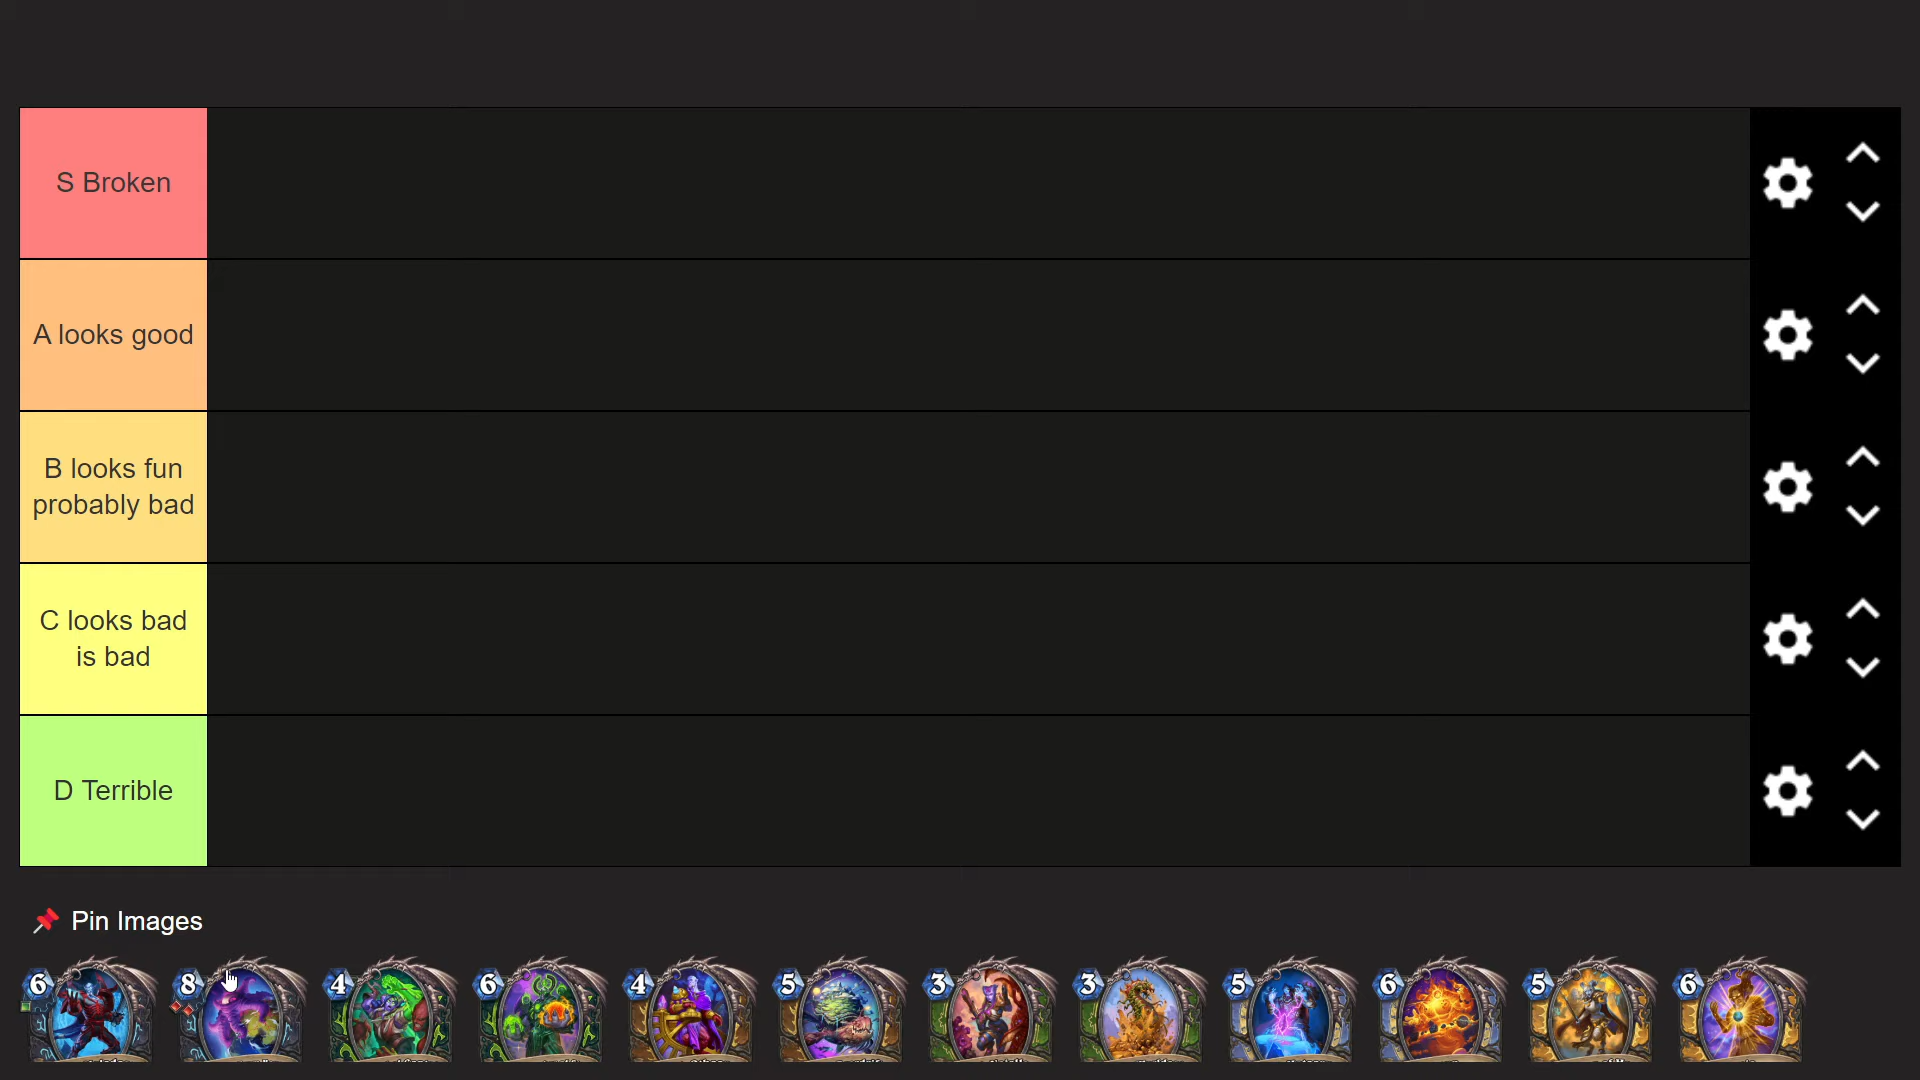 S Broken
A looks good
B looks fun
probably bad
C looks bad
is bad
D Terrible
Pin Images
6 8 4 6 4 5 3 3 5 6 5 6